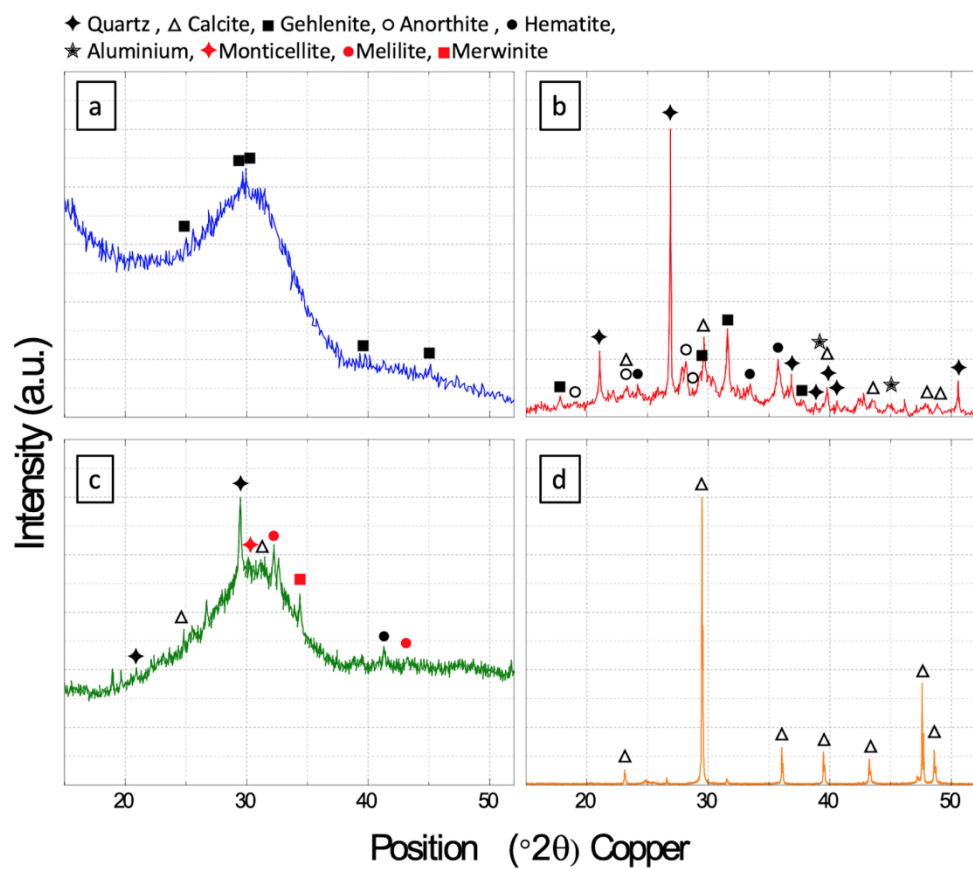 Quartz , Calcite, Gehlenite, Anorthite , Hematite,
Aluminium, Monticellite, Melilite, Merwinite
a
b
c
d
Intensity (a.u.)
20 30 40 50
20 30 40 50
Position (°2θ) Copper